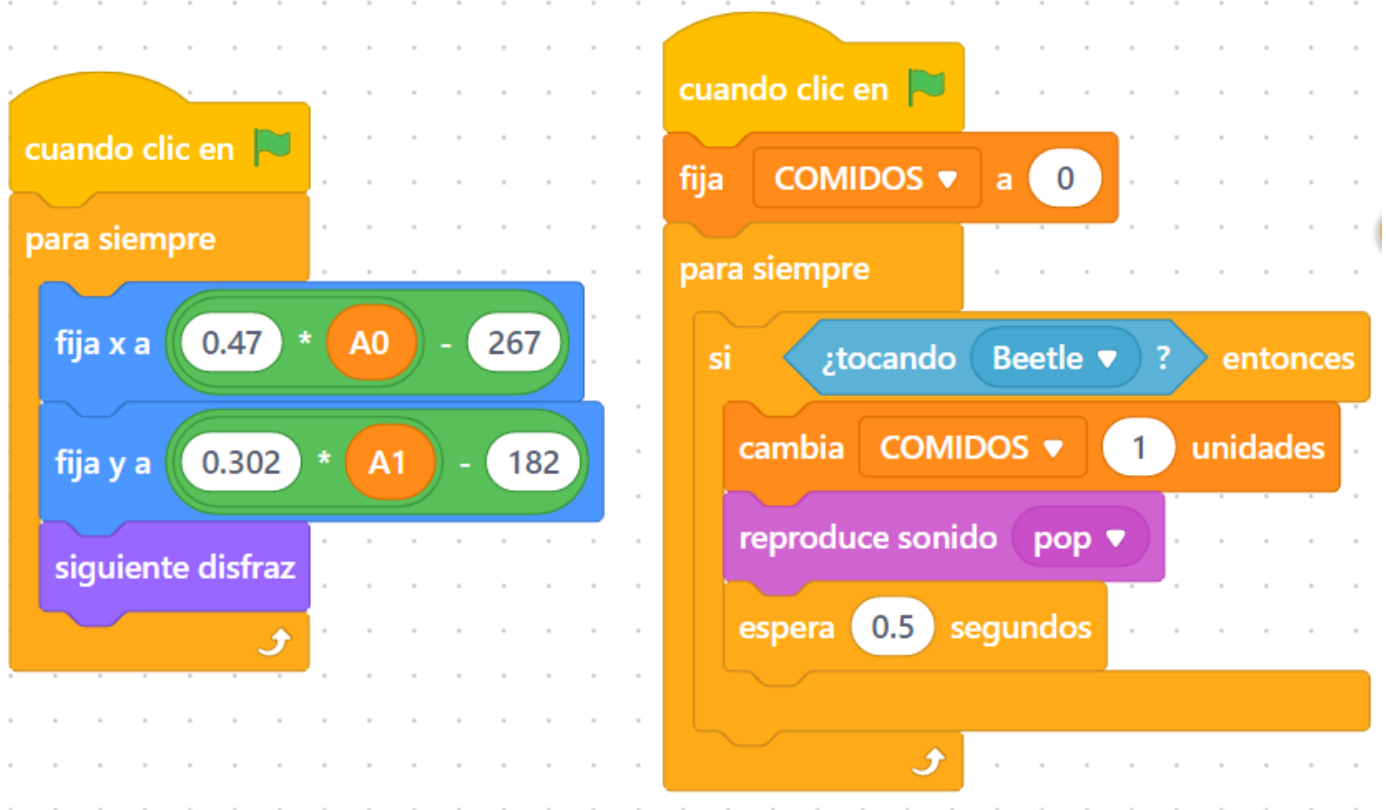 cuando clic en
para siempre
fija x a 0.47 * A0 - 267
fija y a 0.302 * A1 - 182
siguiente disfraz
cuando clic en
fija COMIDOS a 0
para siempre
si ¿tocando Beetle ? entonces
cambia COMIDOS 1 unidades
reproduce sonido pop
espera 0.5 segundos